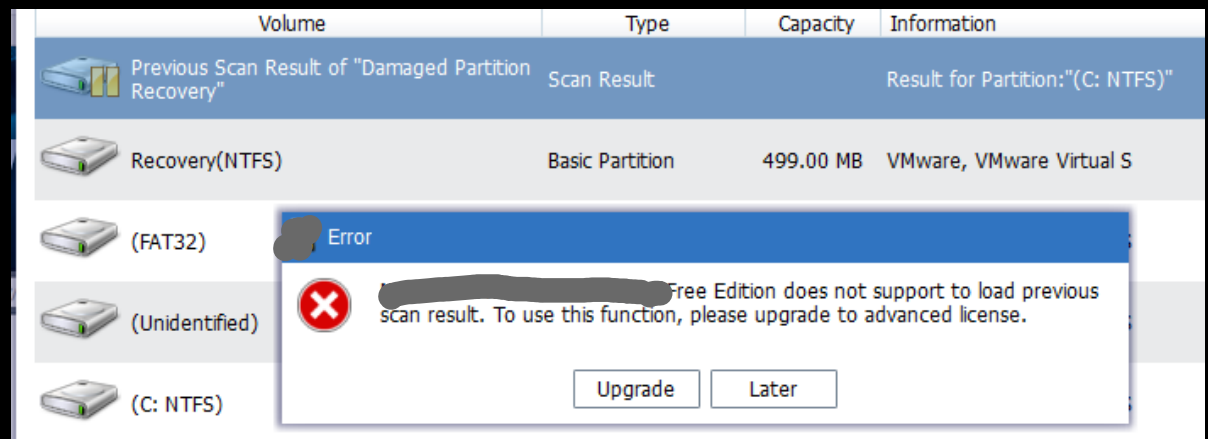 Volume Type Capacity Information
Previous Scan Result of "Damaged Partition
Recovery" Scan Result Result for Partition:"(C: NTFS)"
Recovery(NTFS) Basic Partition 499.00 MB VMware, VMware Virtual S
(FAT32)
Error
Free Edition does not support to load previous
scan result. To use this function, please upgrade to advanced license.
(Unidentified)
Upgrade Later
(C: NTFS)